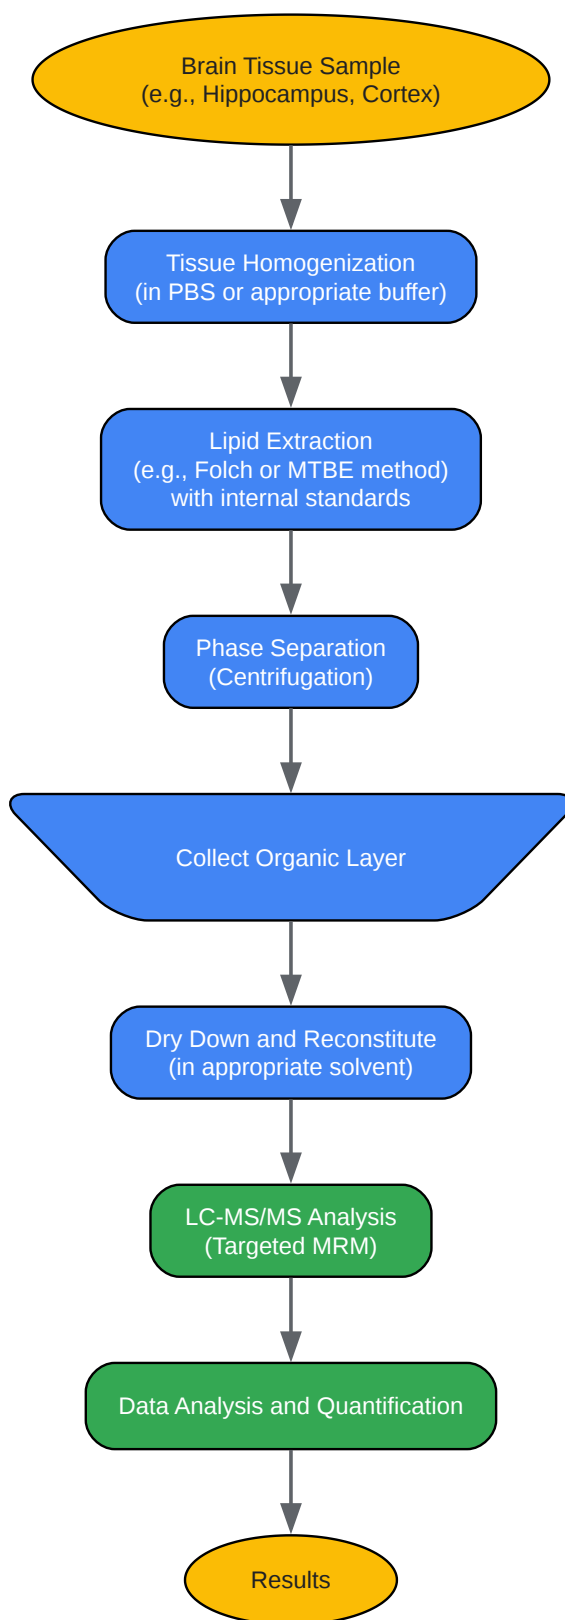 Brain Tissue Sample
(e.g., Hippocampus, Cortex)
Tissue Homogenization
(in PBS or appropriate buffer)
Lipid Extraction
(e.g., Folch or MTBE method)
with internal standards
Phase Separation
(Centrifugation)
Collect Organic Layer
Dry Down and Reconstitute
(in appropriate solvent)
LC-MS/MS Analysis
(Targeted MRM)
Data Analysis and Quantification
Results